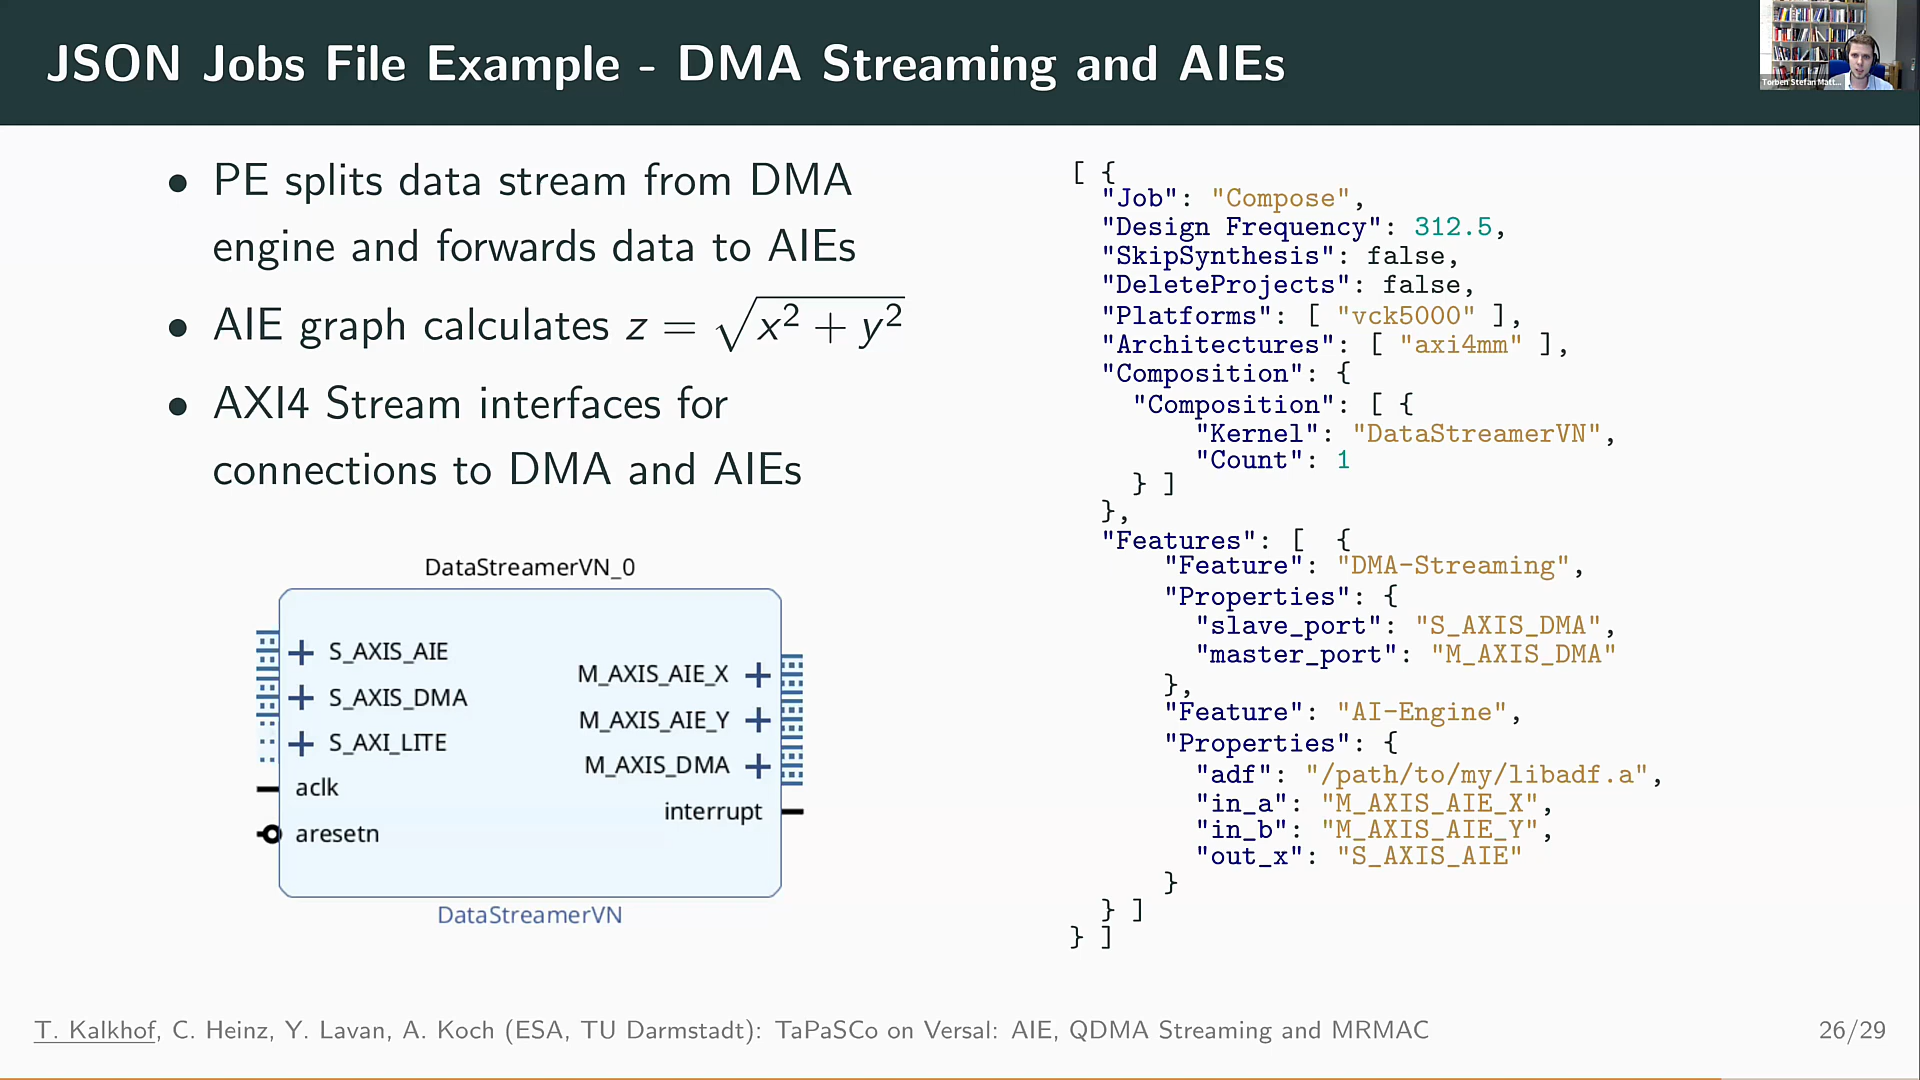 JSON Jobs File Example - DMA Streaming and AIEs
Torben Stefan Matt...
• PE splits data stream from DMA
engine and forwards data to AIEs
• AIE graph calculates z = √x² + y²
• AXI4 Stream interfaces for
connections to DMA and AIEs
DataStreamerVN_0
S_AXIS_AIE
S_AXIS_DMA
S_AXI_LITE
aclk
aresetn
M_AXIS_AIE_X
M_AXIS_AIE_Y
M_AXIS_DMA
interrupt
DataStreamerVN
[ {
"Job": "Compose",
"Design Frequency": 312.5,
"SkipSynthesis": false,
"DeleteProjects": false,
"Platforms": [ "vck5000" ],
"Architectures": [ "axi4mm" ],
"Composition": {
"Composition": [ {
"Kernel": "DataStreamerVN",
"Count": 1
} ]
},
"Features": [ {
"Feature": "DMA-Streaming",
"Properties": {
"slave_port": "S_AXIS_DMA",
"master_port": "M_AXIS_DMA"
},
"Feature": "AI-Engine",
"Properties": {
"adf": "/path/to/my/libadf.a",
"in_a": "M_AXIS_AIE_X",
"in_b": "M_AXIS_AIE_Y",
"out_x": "S_AXIS_AIE"
}
} ]
} ]
T. Kalkhof, C. Heinz, Y. Lavan, A. Koch (ESA, TU Darmstadt): TaPaSCo on Versal: AIE, QDMA Streaming and MRMAC
26/29